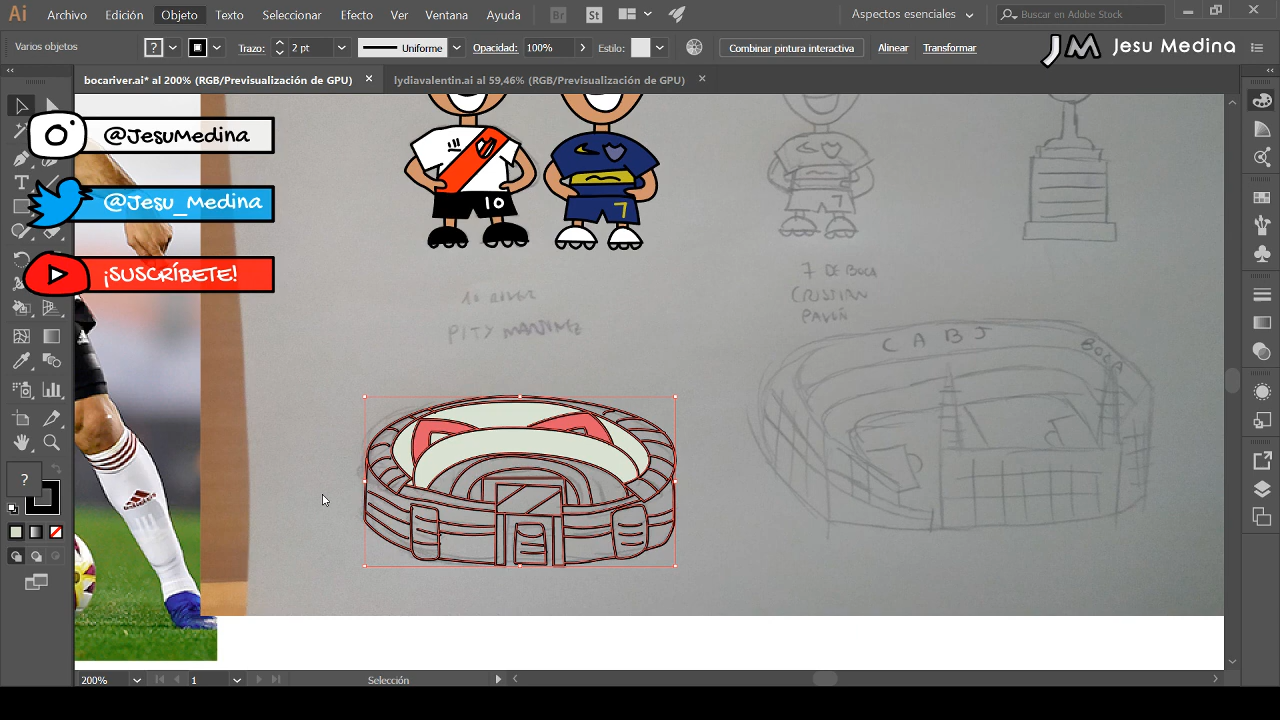 Ai Archivo Edición Objeto Texto Seleccionar Efecto Ver Ventana Ayuda Br St Aspectos esenciales Buscar en Adobe Stock
Varios objetos ? Trazo: 2 pt Uniforme Opacidad: 100% Estilo: Combinar pintura interactiva Alinear Transformar
JM Jesu Medina
bocariver.ai* al 200% (RGB/Previsualización de GPU) × lydiavalentin.ai al 59,46% (RGB/Previsualización de GPU) ×
@JesuMedina
@Jesu_Medina
¡SUSCRÍBETE!
10
7
7
7 DE BOCA
CRISTIAN
PAVÓN
10 RIVER
PITY MARTINEZ
C A B J
BOCA
adidas
?
200% 1 Selección